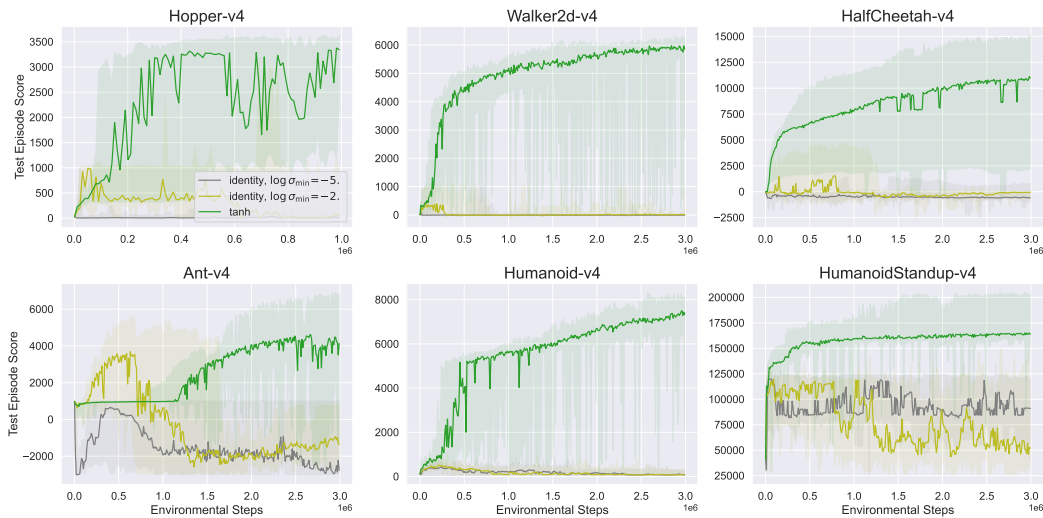 Hopper-v4
Walker2d-v4
HalfCheetah-v4
Test Episode Score
3500
3000
2500
2000
1500
1000
500
0
identity, log σmin=−5.
identity, log σmin=−2.
tanh
0.0 0.2 0.4 0.6 0.8 1.0
1e6
6000
5000
4000
3000
2000
1000
0
0.0 0.5 1.0 1.5 2.0 2.5 3.0
1e6
15000
12500
10000
7500
5000
2500
0
−2500
0.0 0.5 1.0 1.5 2.0 2.5 3.0
1e6
Ant-v4
Humanoid-v4
HumanoidStandup-v4
Test Episode Score
6000
4000
2000
0
−2000
0.0 0.5 1.0 1.5 2.0 2.5 3.0
Environmental Steps
1e6
8000
6000
4000
2000
0
0.0 0.5 1.0 1.5 2.0 2.5 3.0
Environmental Steps
1e6
200000
175000
150000
125000
100000
75000
50000
25000
0.0 0.5 1.0 1.5 2.0 2.5 3.0
Environmental Steps
1e6